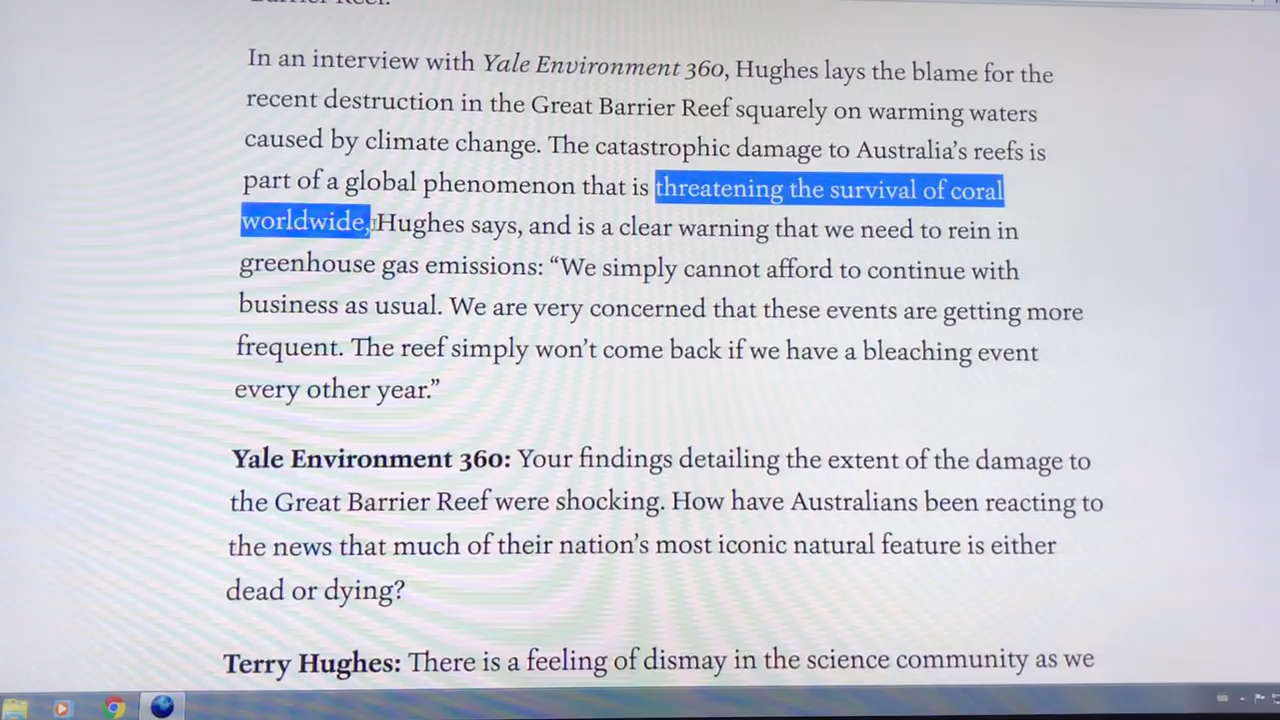 Barrier Reef.
In an interview with Yale Environment 360, Hughes lays the blame for the
recent destruction in the Great Barrier Reef squarely on warming waters
caused by climate change. The catastrophic damage to Australia’s reefs is
part of a global phenomenon that is threatening the survival of coral
worldwide, Hughes says, and is a clear warning that we need to rein in
greenhouse gas emissions: “We simply cannot afford to continue with
business as usual. We are very concerned that these events are getting more
frequent. The reef simply won’t come back if we have a bleaching event
every other year.”
Yale Environment 360: Your findings detailing the extent of the damage to
the Great Barrier Reef were shocking. How have Australians been reacting to
the news that much of their nation’s most iconic natural feature is either
dead or dying?
Terry Hughes: There is a feeling of dismay in the science community as we